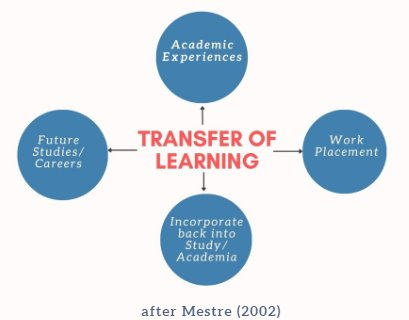 Academic
Experiences
TRANSFER OF
LEARNING
Future
Studies/
Careers
Work
Placement
Incorporate
back into
Study/
Academia
after Mestre (2002)